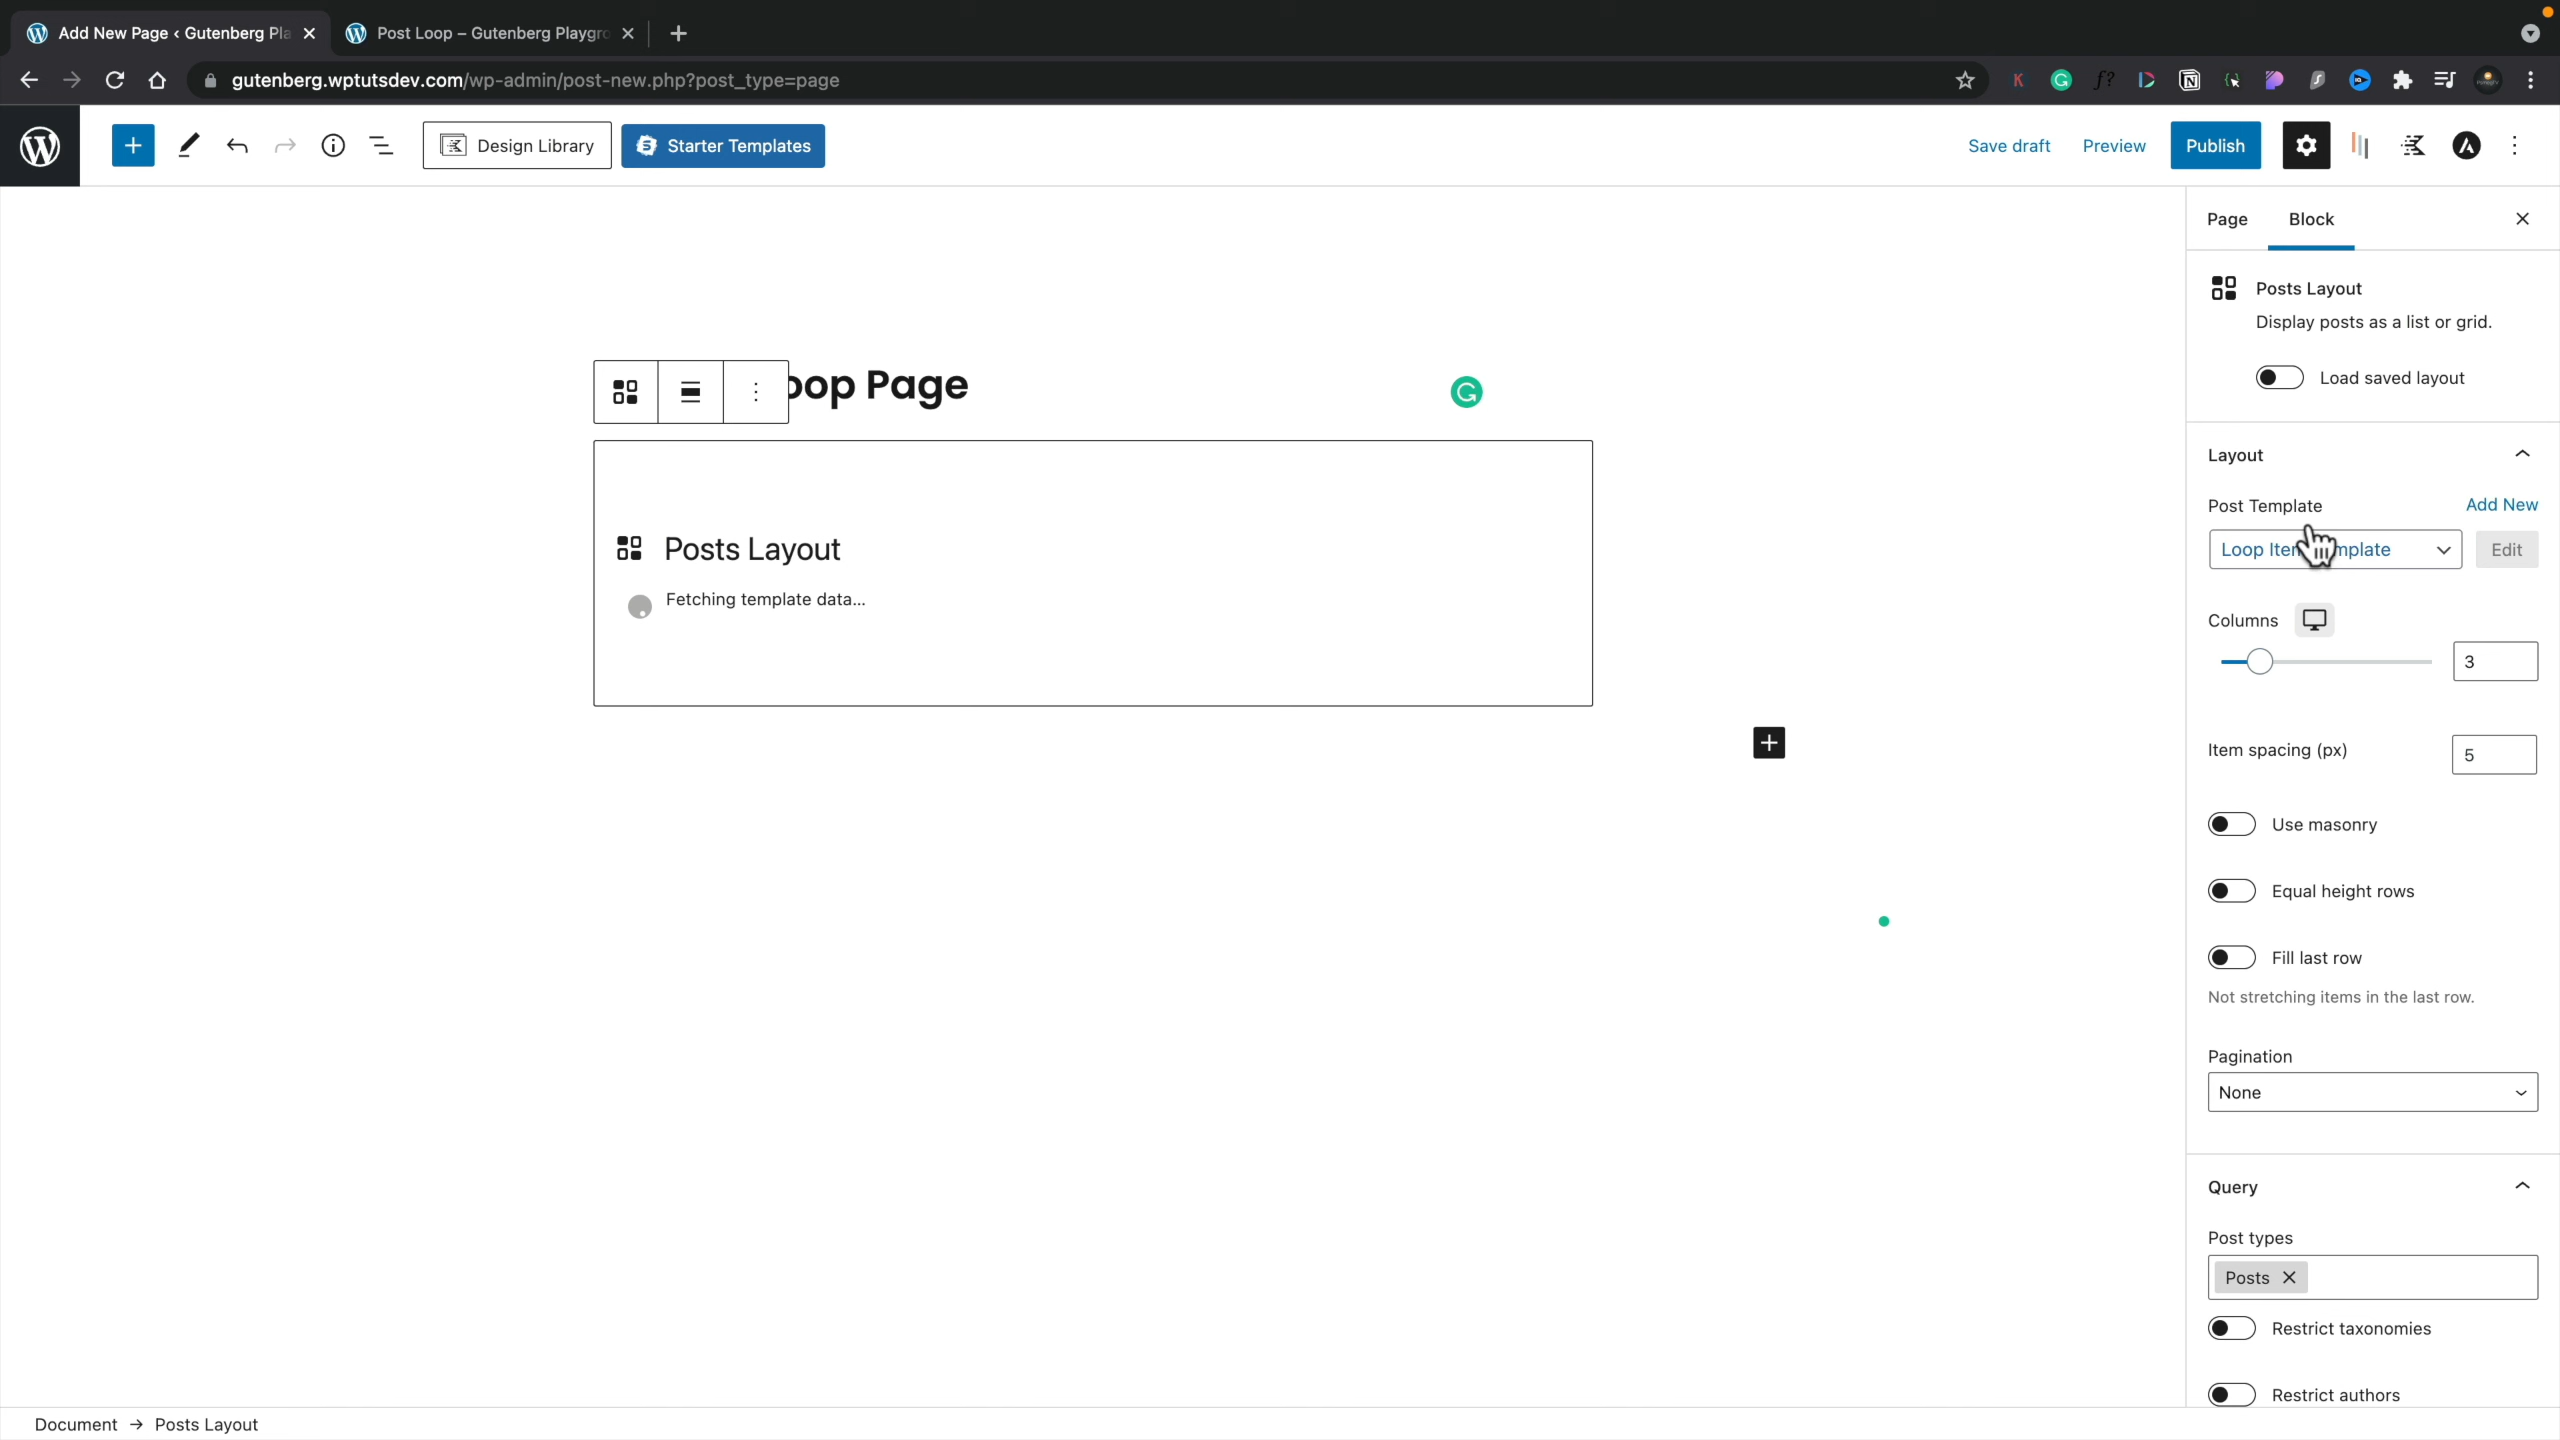 Add New Page ‹ Gutenberg Pla
Post Loop – Gutenberg Playgro
gutenberg.wptutsdev.com/wp-admin/post-new.php?post_type=page
Design Library
Starter Templates
Save draft
Preview
Publish
Page
Block
Posts Layout
Display posts as a list or grid.
Load saved layout
oop Page
Layout
Post Template
Add New
Loop Ite mplate
Edit
Posts Layout
Fetching template data...
Columns
3
Item spacing (px)
5
Use masonry
Equal height rows
Fill last row
Not stretching items in the last row.
Pagination
None
Query
Post types
Posts
Restrict taxonomies
Restrict authors
Document → Posts Layout